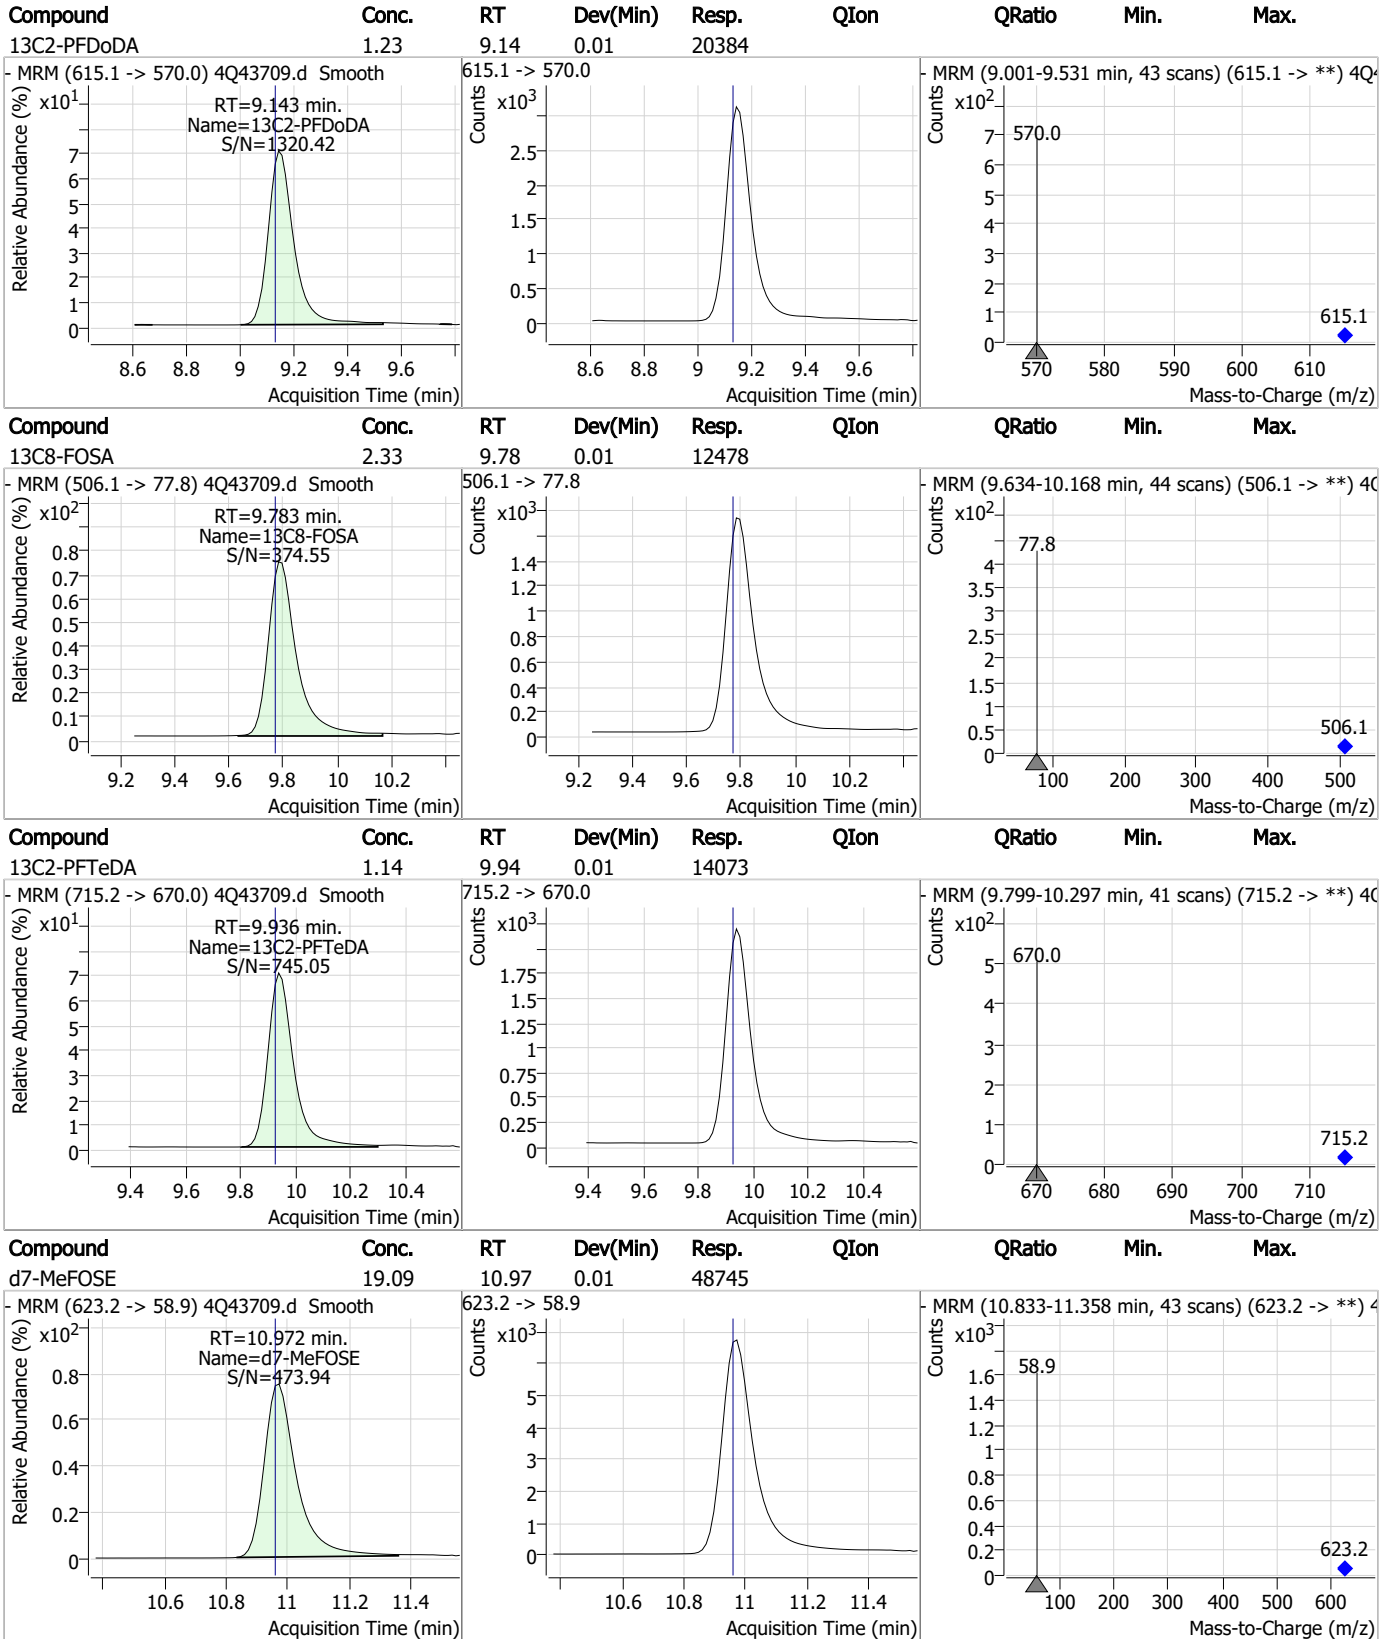 Compound Conc. RT Dev(Min) Resp. QIon QRatio Min. Max.
13C2-PFDoDA 1.23 9.14 0.01 20384
- MRM (615.1 -> 570.0) 4Q43709.d Smooth
Relative Abundance (%)
x10^1
RT=9.143 min.
Name=13C2-PFDoDA
S/N=1320.42
7
6
5
4
3
2
1
0
8.6 8.8 9 9.2 9.4 9.6
Acquisition Time (min)
615.1 -> 570.0
Counts
x10^3
2.5
2
1.5
1
0.5
0
8.6 8.8 9 9.2 9.4 9.6
Acquisition Time (min)
- MRM (9.001-9.531 min, 43 scans) (615.1 -> **) 4Q
Counts
x10^2
7
6
5
4
3
2
1
0
570.0
615.1
570 580 590 600 610
Mass-to-Charge (m/z)
Compound Conc. RT Dev(Min) Resp. QIon QRatio Min. Max.
13C8-FOSA 2.33 9.78 0.01 12478
- MRM (506.1 -> 77.8) 4Q43709.d Smooth
Relative Abundance (%)
x10^2
RT=9.783 min.
Name=13C8-FOSA
S/N=374.55
0.8
0.7
0.6
0.5
0.4
0.3
0.2
0.1
0
9.2 9.4 9.6 9.8 10 10.2
Acquisition Time (min)
506.1 -> 77.8
Counts
x10^3
1.4
1.2
1
0.8
0.6
0.4
0.2
0
9.2 9.4 9.6 9.8 10 10.2
Acquisition Time (min)
- MRM (9.634-10.168 min, 44 scans) (506.1 -> **) 4
Counts
x10^2
4
3.5
3
2.5
2
1.5
1
0.5
0
77.8
506.1
100 200 300 400 500
Mass-to-Charge (m/z)
Compound Conc. RT Dev(Min) Resp. QIon QRatio Min. Max.
13C2-PFTeDA 1.14 9.94 0.01 14073
- MRM (715.2 -> 670.0) 4Q43709.d Smooth
Relative Abundance (%)
x10^1
RT=9.936 min.
Name=13C2-PFTeDA
S/N=745.05
7
6
5
4
3
2
1
0
9.4 9.6 9.8 10 10.2 10.4
Acquisition Time (min)
715.2 -> 670.0
Counts
x10^3
1.75
1.5
1.25
1
0.75
0.5
0.25
0
9.4 9.6 9.8 10 10.2 10.4
Acquisition Time (min)
- MRM (9.799-10.297 min, 41 scans) (715.2 -> **) 4
Counts
x10^2
5
4
3
2
1
0
670.0
715.2
670 680 690 700 710
Mass-to-Charge (m/z)
Compound Conc. RT Dev(Min) Resp. QIon QRatio Min. Max.
d7-MeFOSE 19.09 10.97 0.01 48745
- MRM (623.2 -> 58.9) 4Q43709.d Smooth
Relative Abundance (%)
x10^2
RT=10.972 min.
Name=d7-MeFOSE
S/N=473.94
0.8
0.6
0.4
0.2
0
10.6 10.8 11 11.2 11.4
Acquisition Time (min)
623.2 -> 58.9
Counts
x10^3
5
4
3
2
1
0
10.6 10.8 11 11.2 11.4
Acquisition Time (min)
- MRM (10.833-11.358 min, 43 scans) (623.2 -> **) 4
Counts
x10^3
1.6
1.4
1.2
1
0.8
0.6
0.4
0.2
0
58.9
623.2
100 200 300 400 500 600
Mass-to-Charge (m/z)